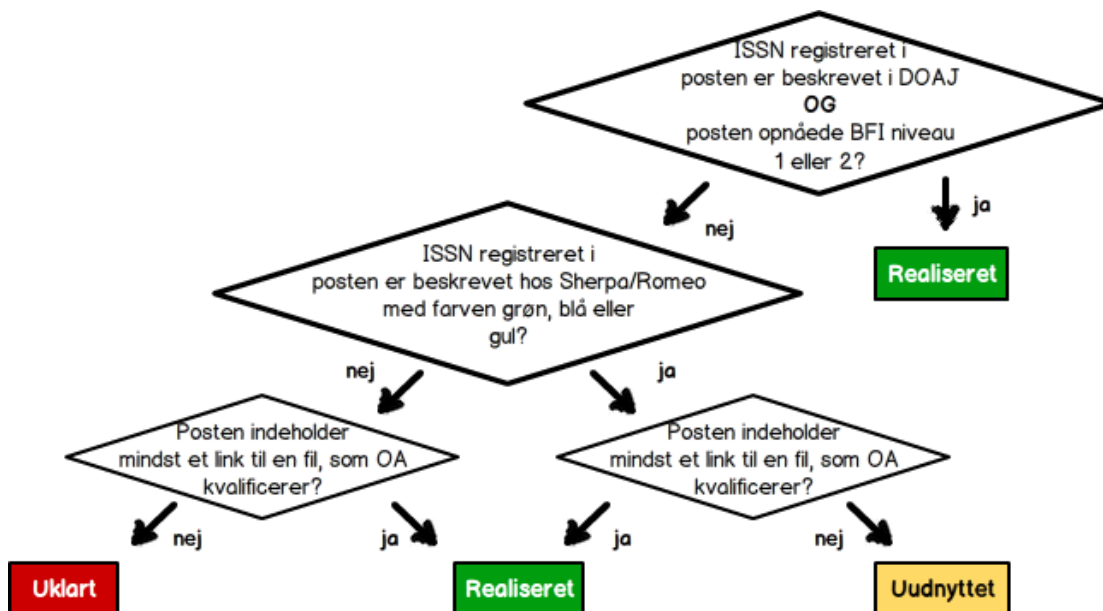 ISSN registreret i
posten er beskrevet i DOAJ
OG
posten opnåede BFI niveau
1 eller 2?
nej
ja
Realiseret
ISSN registreret i
posten er beskrevet hos Sherpa/Romeo
med farven grøn, blå eller
gul?
nej
ja
Posten indeholder
mindst et link til en fil, som OA
kvalificerer?
Posten indeholder
mindst et link til en fil, som OA
kvalificerer?
nej
ja
ja
nej
Uklart
Realiseret
Uudnyttet